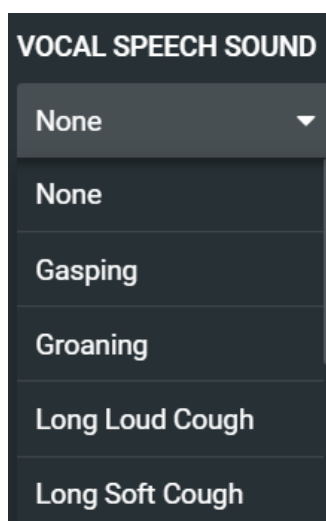 VOCAL SPEECH SOUND
None
None
Gasping
Groaning
Long Loud Cough
Long Soft Cough